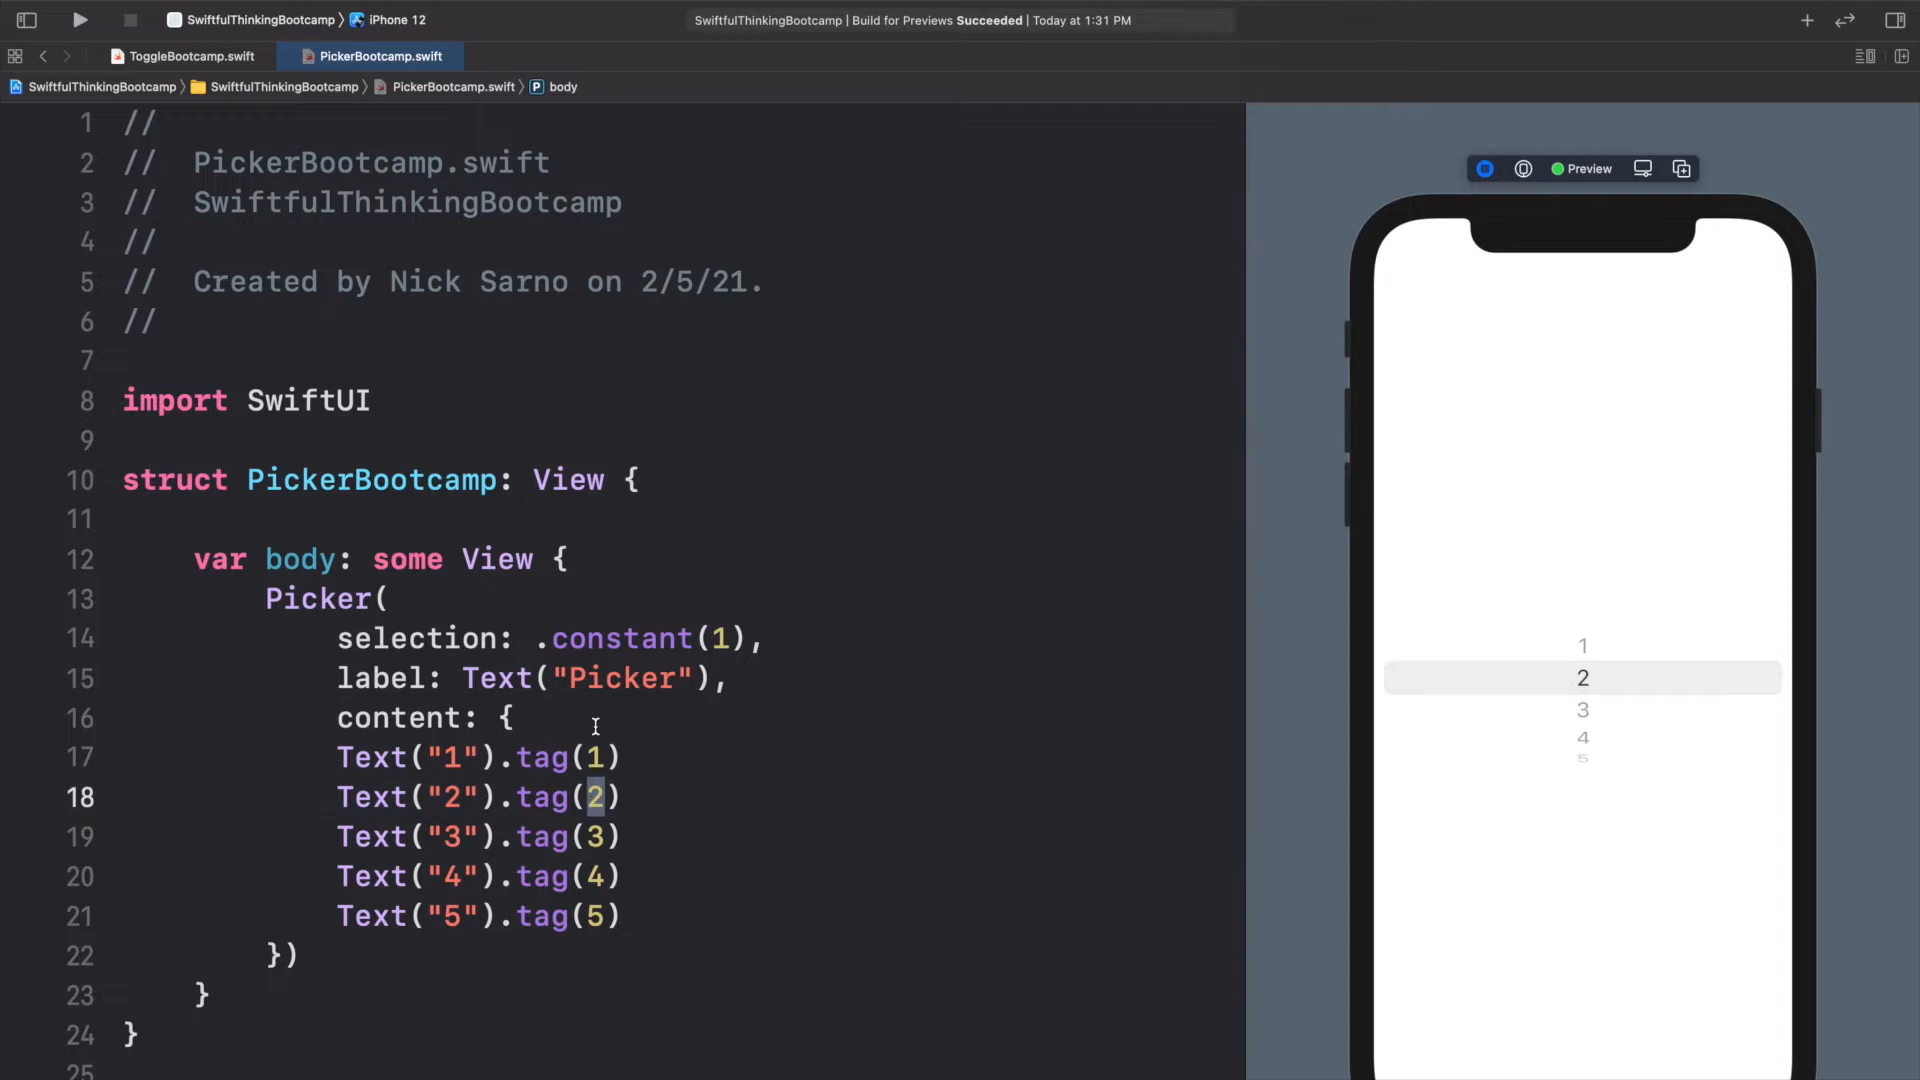 SwiftfulThinkingBootcamp 〉 iPhone 12
SwiftfulThinkingBootcamp | Build for Previews Succeeded | Today at 1:31 PM
ToggleBootcamp.swift
PickerBootcamp.swift
SwiftfulThinkingBootcamp 〉 SwiftfulThinkingBootcamp 〉 PickerBootcamp.swift 〉 P body
1 //
2 //  PickerBootcamp.swift
3 //  SwiftfulThinkingBootcamp
4 //
5 //  Created by Nick Sarno on 2/5/21.
6 //
7
8 import SwiftUI
9
10 struct PickerBootcamp: View {
11
12     var body: some View {
13         Picker(
14             selection: .constant(1),
15             label: Text("Picker"),
16             content: {
17             Text("1").tag(1)
18             Text("2").tag(2)
19             Text("3").tag(3)
20             Text("4").tag(4)
21             Text("5").tag(5)
22         })
23     }
24 }
25
Preview
1
2
3
4
5